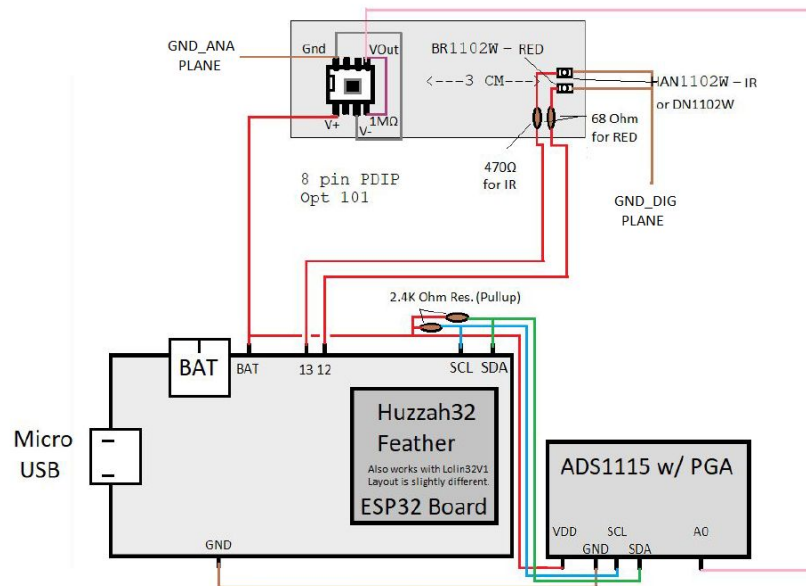 GND_ANA
PLANE
Gnd
VOut
V+
V-
1MΩ
BR1102W - RED
<---3 CM---->
HAN1102W - IR
or DN1102W
68 Ohm
for RED
470Ω
for IR
GND_DIG
PLANE
8 pin PDIP
Opt 101
2.4K Ohm Res. (Pullup)
BAT
BAT
13
12
SCL
SDA
Micro
USB
Huzzah32
Feather
Also works with Lolin32V1
Layout is slightly different.
ESP32 Board
GND
ADS1115 w/ PGA
VDD
SCL
A0
GND
SDA